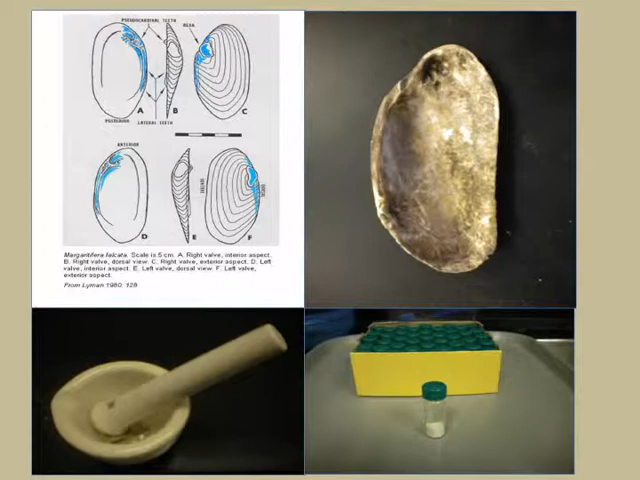 PSEUDOCARDINAL TEETH
BEAK
A
B
C
POSTERIOR
LATERAL TEETH
ANTERIOR
D
E
F
Margaritifera falcata. Scale is 5 cm. A. Right valve, interior aspect.
B. Right valve, dorsal view. C. Right valve, exterior aspect. D. Left
valve, interior aspect. E. Left valve, dorsal view. F. Left valve,
exterior aspect.
From Lyman 1980: 128